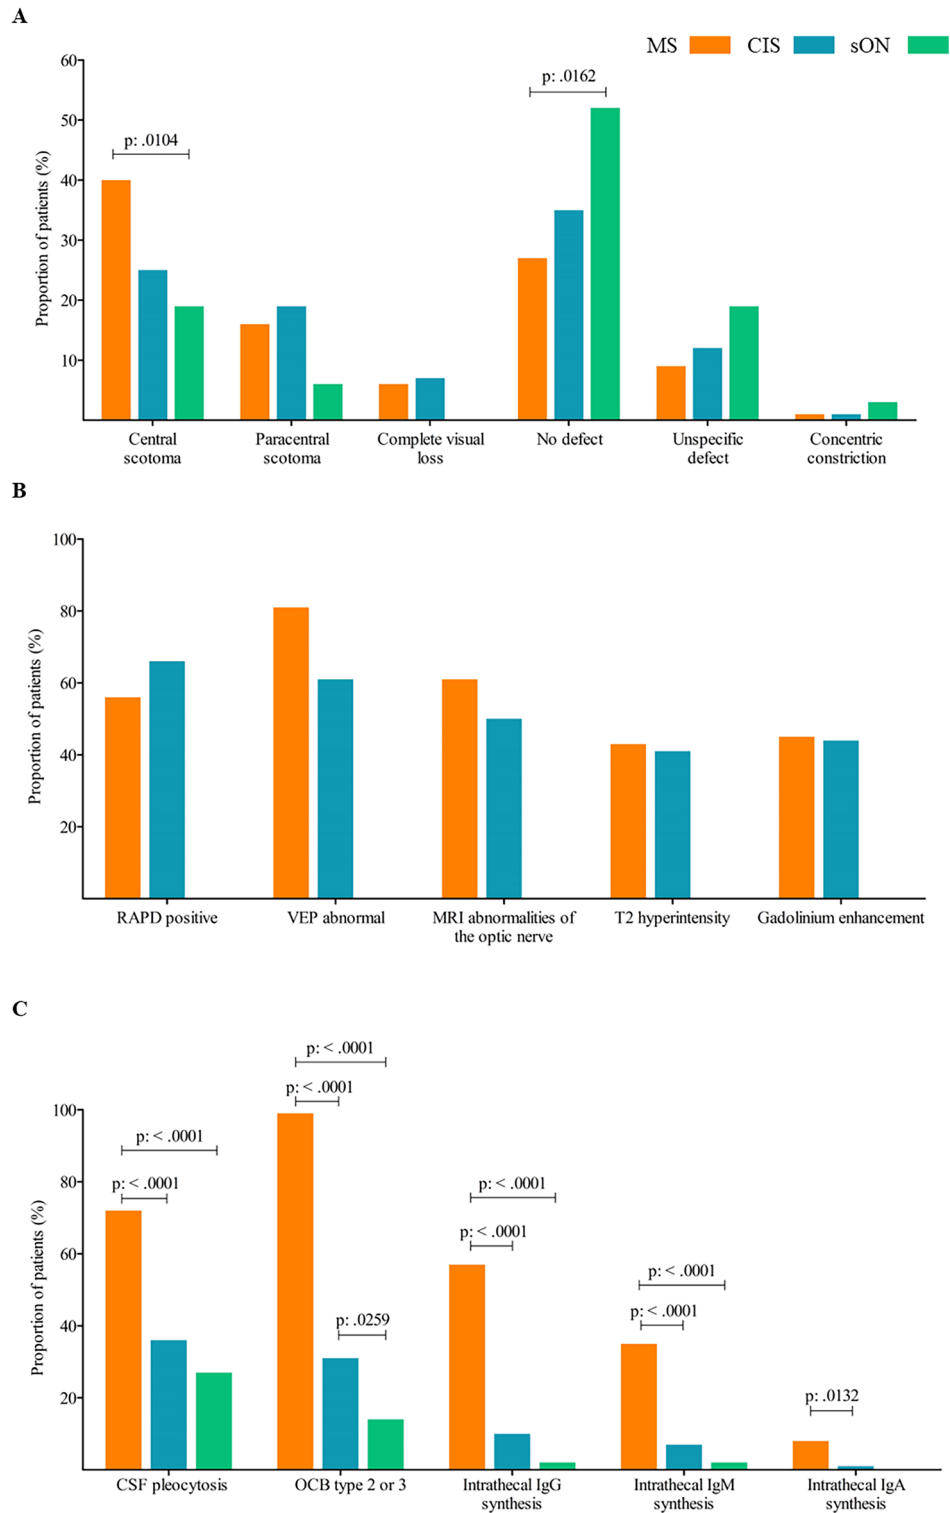 A
MS CIS sON
Proportion of patients (%)
60
50
40
30
20
10
p: .0104
p: .0162
Central
scotoma
Paracentral
scotoma
Complete visual
loss
No defect
Unspecific
defect
Concentric
constriction
B
Proportion of patients (%)
100
80
60
40
20
RAPD positive
VEP abnormal
MRI abnormalities of
the optic nerve
T2 hyperintensity
Gadolinium enhancement
C
Proportion of patients (%)
100
80
60
40
20
p: < .0001
p: < .0001
p: < .0001
p: < .0001
p: .0259
p: < .0001
p: < .0001
p: < .0001
p: < .0001
p: .0132
CSF pleocytosis
OCB type 2 or 3
Intrathecal IgG
synthesis
Intrathecal IgM
synthesis
Intrathecal IgA
synthesis